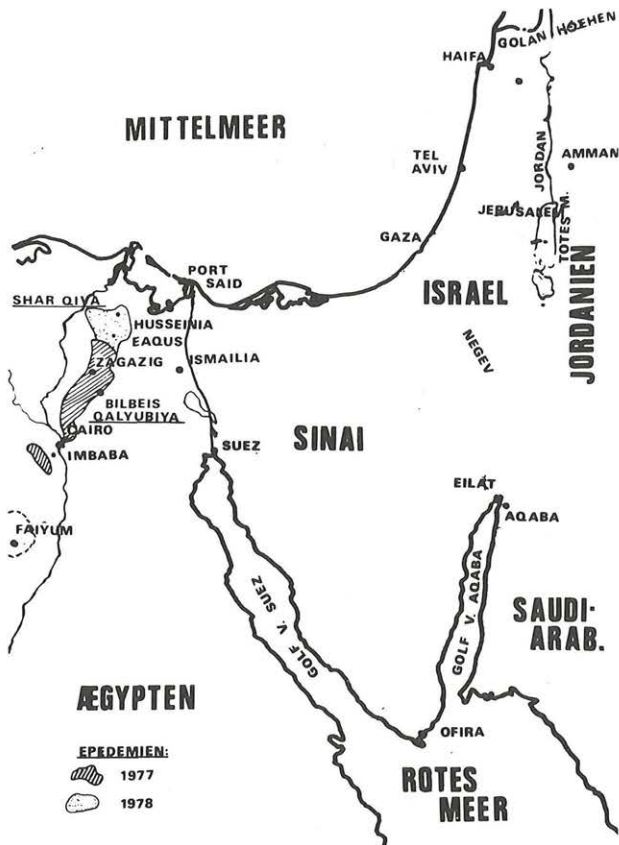 GOLAN HÖEHEN
HAIFA
MITTELMEER
TEL
AVIV
JORDAN
AMMAN
JERUSALEM
TOTES M.
GAZA
PORT
SAID
ISRAEL
JORDANIEN
SHAR QIYA
HUSSEINIA
EAQUS
NEGEV
ZAGAZIG
ISMAILIA
BILBEIS
QALYUBIYA
CAIRO
SINAI
SUEZ
IMBABA
EILAT
AQABA
FAIYUM
GOLF V. SUEZ
GOLF V. AQABA
SAUDI-
ARAB.
ÆGYPTEN
OFIRA
EPEDEMIEN:
1977
1978
ROTES
MEER